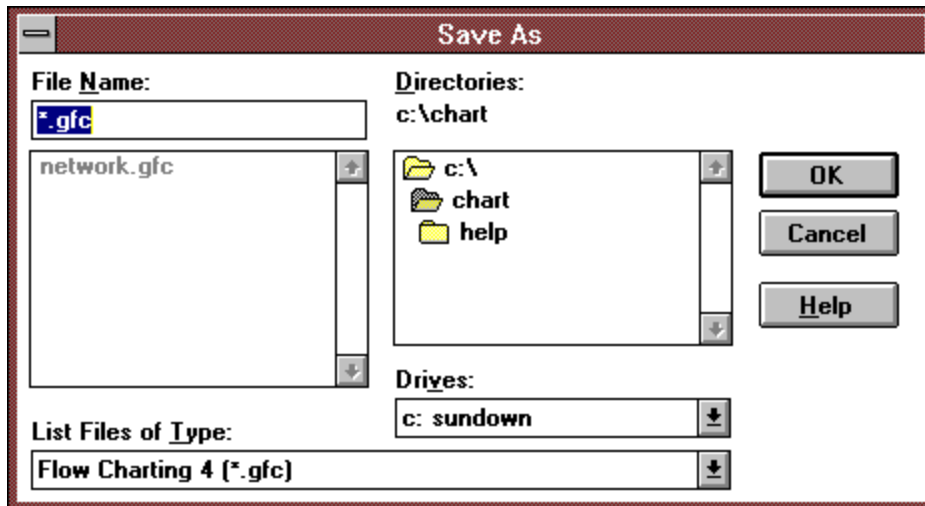 Save As
File Name:
*.gfc
network.gfc
Directories:
c:\chart
c:\
chart
help
OK
Cancel
Help
Drives:
c: sundown
List Files of Type:
Flow Charting 4 (*.gfc)